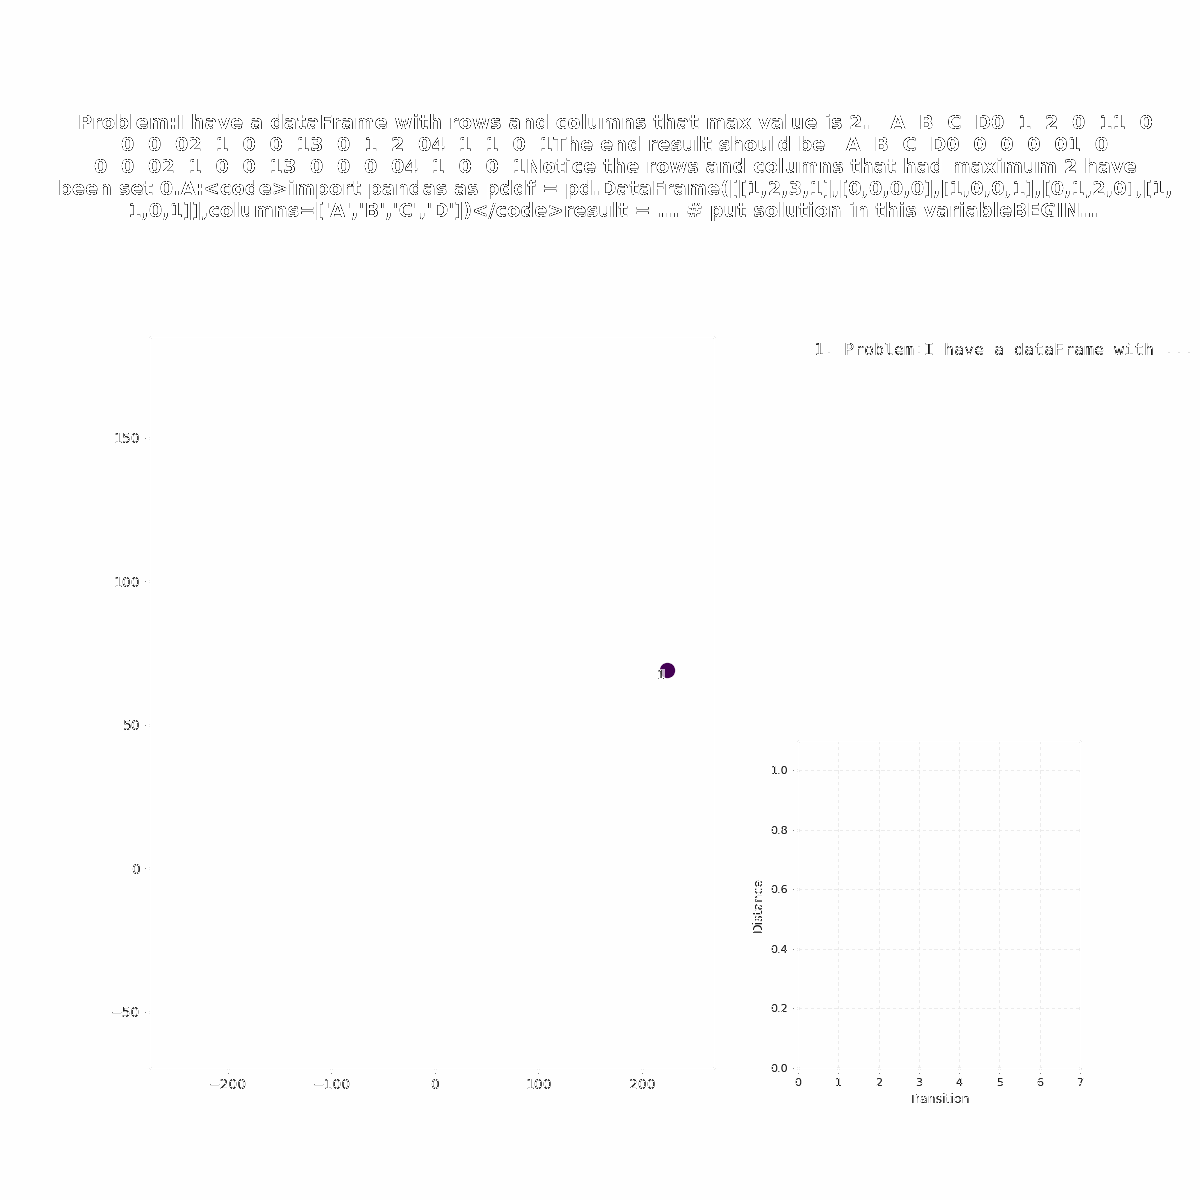 Problem:I have a dataFrame with rows and columns that max value is 2.   A  B  C  D0  1  2  0  11  0
0  0  02  1  0  0  13  0  1  2  04  1  1  0  1The end result should be   A  B  C  D0  0  0  0  01  0
0  0  02  1  0  0  13  0  0  0  04  1  0  0  1Notice the rows and columns that had  maximum 2 have
been set 0.A:<code>import pandas as pddf = pd.DataFrame([[1,2,3,1],[0,0,0,0],[1,0,0,1],[0,1,2,0],[1,
1,0,1]],columns=['A','B','C','D'])</code>result = ... # put solution in this variableBEGIN...
1. Problem:I have a dataFrame with ...
150
100
50
0
−50
−200 −100 0 100 200
1
1.0
0.8
0.6
0.4
0.2
0.0
Distance
0 1 2 3 4 5 6 7
Transition